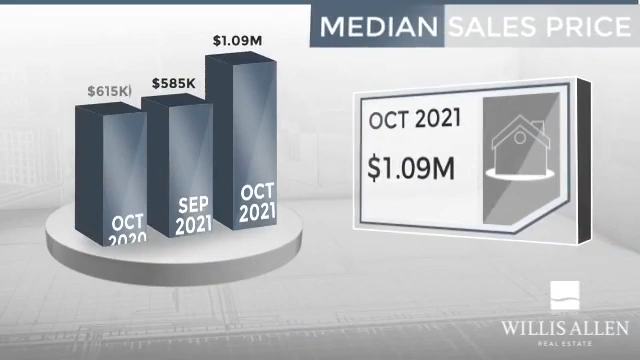 MEDIAN SALES PRICE
$1.09M
$615K)
$585K
OCT 2021
$1.09M
OCT
2020
SEP
2021
OCT
2021
WILLIS ALLEN
REAL ESTATE